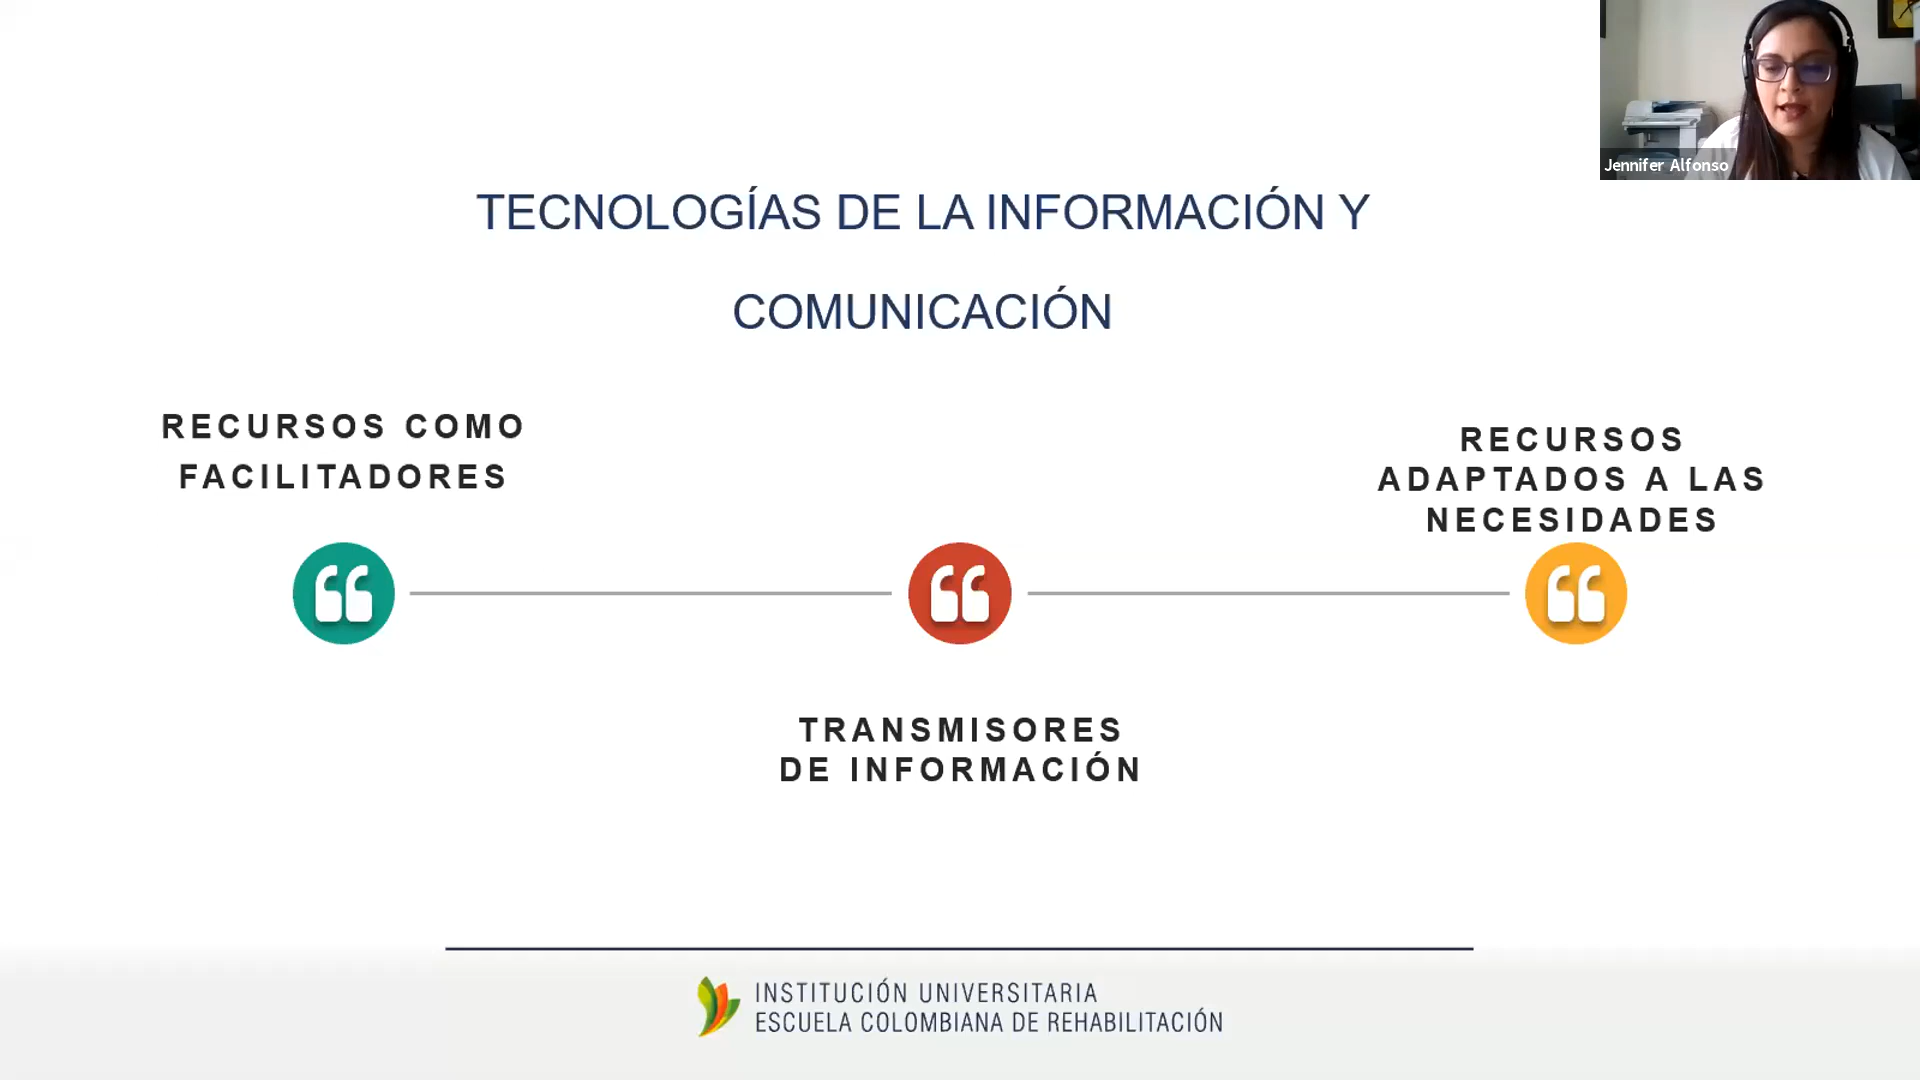 Jennifer Alfonso
TECNOLOGÍAS DE LA INFORMACIÓN Y
COMUNICACIÓN
RECURSOS COMO
FACILITADORES
RECURSOS
ADAPTADOS A LAS
NECESIDADES
TRANSMISORES
DE INFORMACIÓN
INSTITUCIÓN UNIVERSITARIA
ESCUELA COLOMBIANA DE REHABILITACIÓN